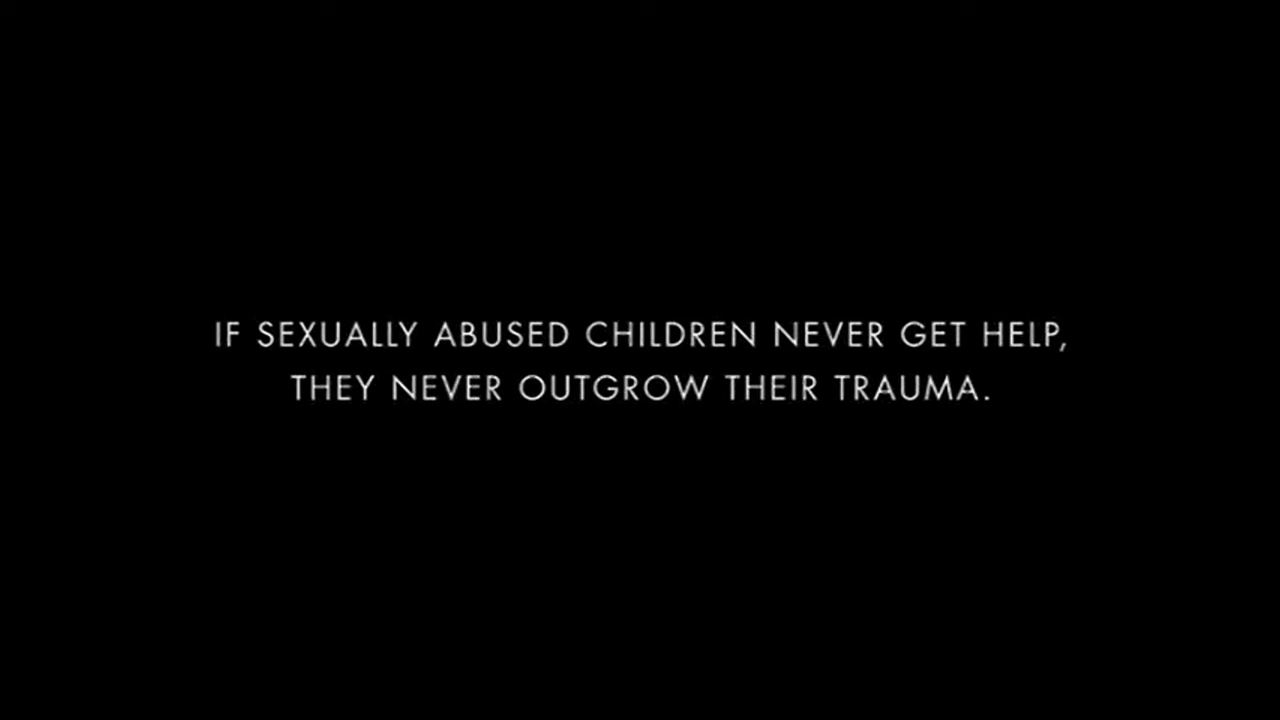 IF SEXUALLY ABUSED CHILDREN NEVER GET HELP,
THEY NEVER OUTGROW THEIR TRAUMA.